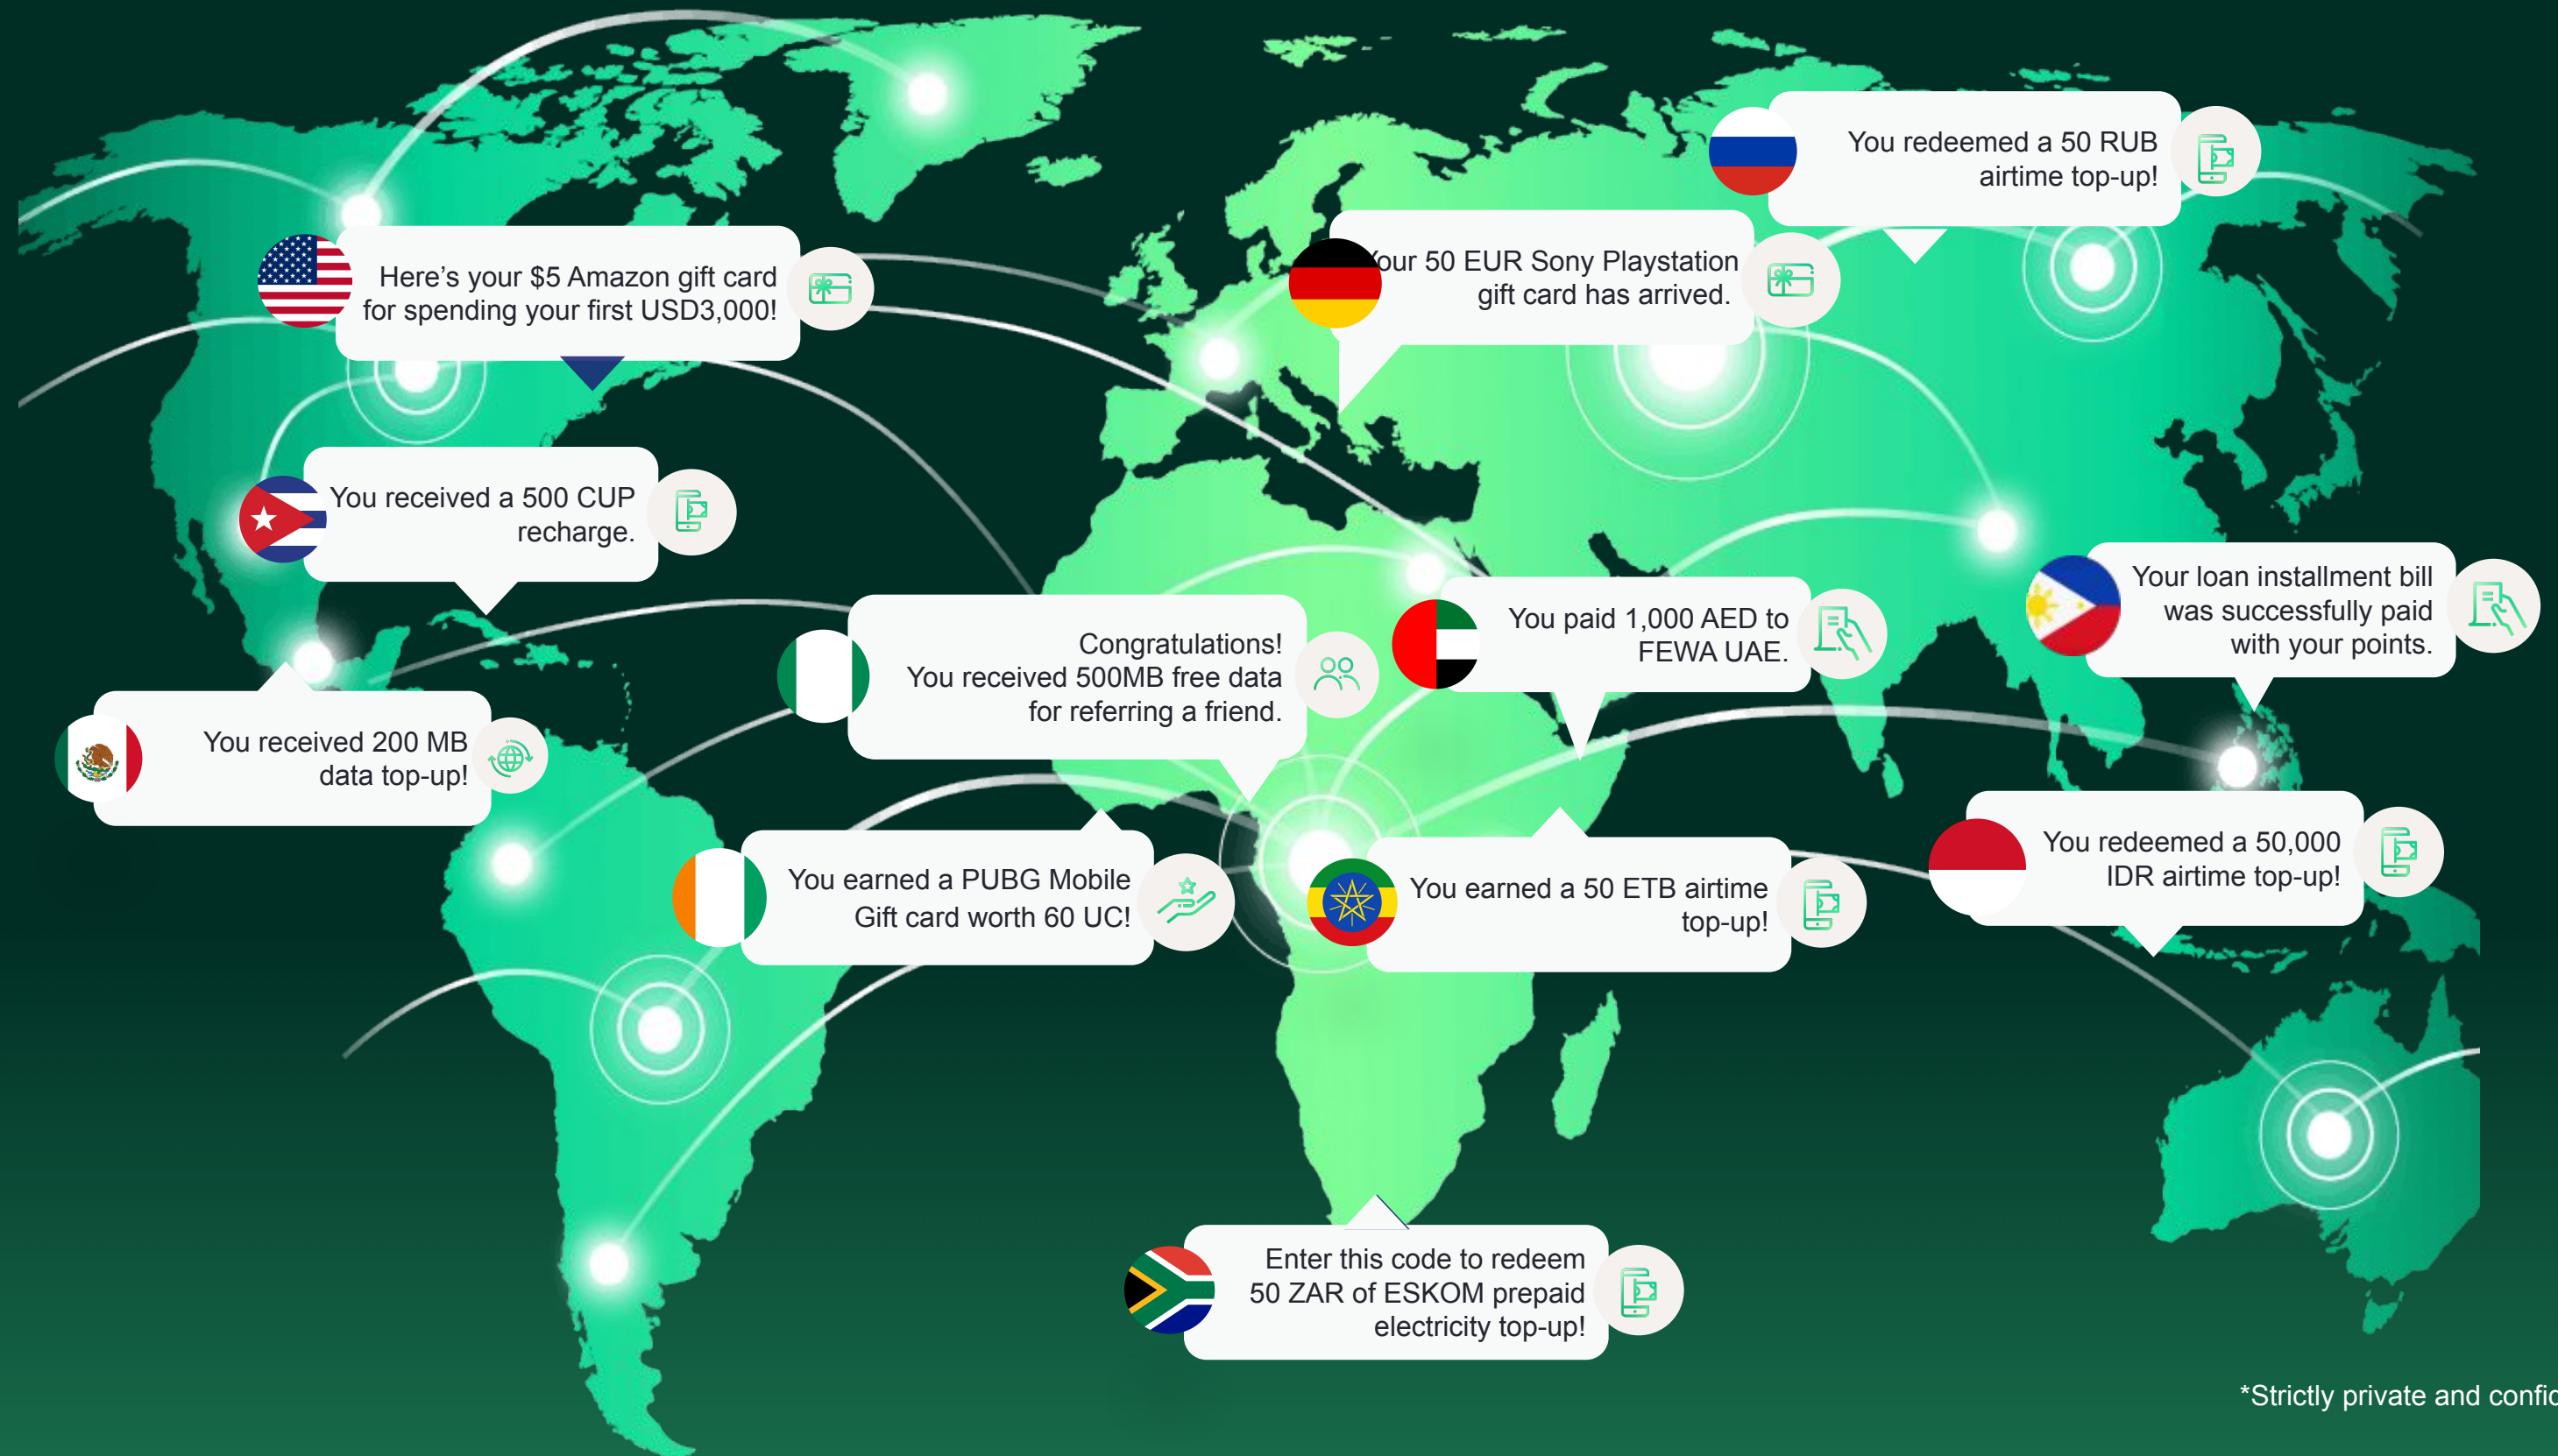 You redeemed a 50 RUB
airtime top-up!
Here’s your $5 Amazon gift card
for spending your first USD3,000!
our 50 EUR Sony Playstation
gift card has arrived.
You received a 500 CUP
recharge.
Your loan installment bill
was successfully paid
with your points.
You paid 1,000 AED to
FEWA UAE.
Congratulations!
You received 500MB free data
for referring a friend.
You received 200 MB
data top-up!
You redeemed a 50,000
IDR airtime top-up!
You earned a PUBG Mobile
Gift card worth 60 UC!
You earned a 50 ETB airtime
top-up!
Enter this code to redeem
50 ZAR of ESKOM prepaid
electricity top-up!
*Strictly private and confid